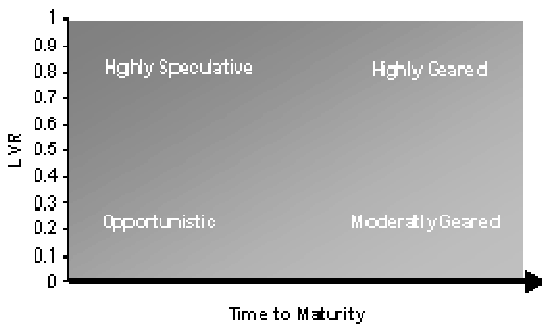 1
0.9
0.8
Highly Speculative
Highly Geared
0.7
0.6
LVR
0.5
0.4
0.3
0.2
Opportunistic
Moderatly Geared
0.1
0
Time to Maturity